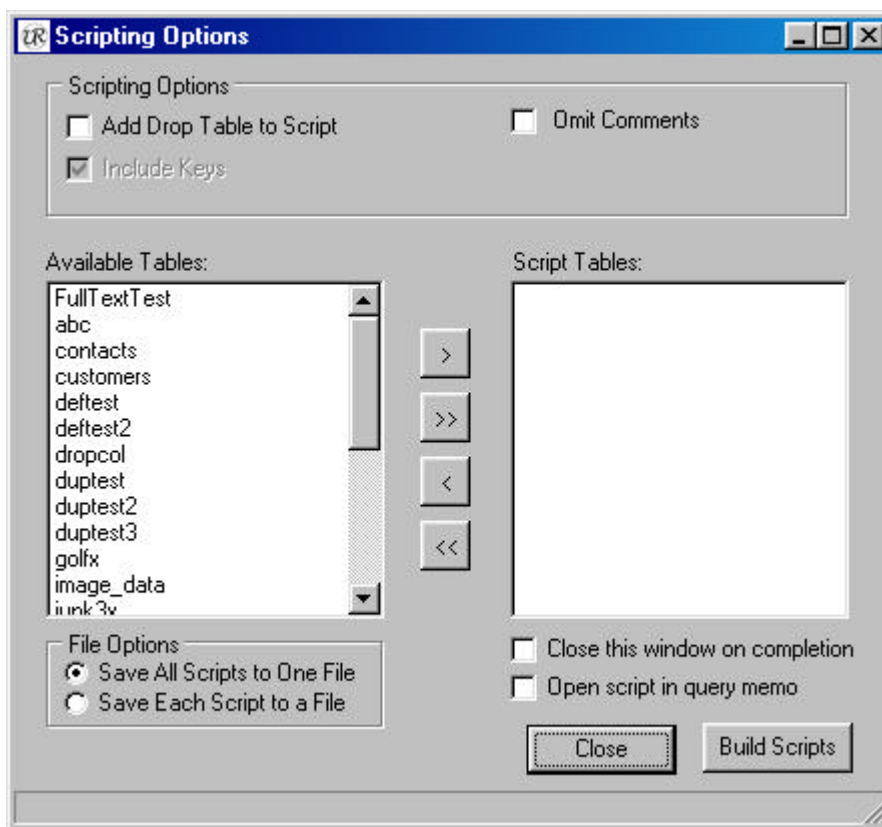 Scripting Options
Scripting Options
Add Drop Table to Script
Omit Comments
Include Keys
Available Tables:
Script Tables:
FullTextTest
abc
contacts
customers
deftest
deftest2
dropcol
duptest
duptest2
duptest3
golfx
image_data
junk3x
>
>>
<
<<
File Options
Save All Scripts to One File
Save Each Script to a File
Close this window on completion
Open script in query memo
Close
Build Scripts